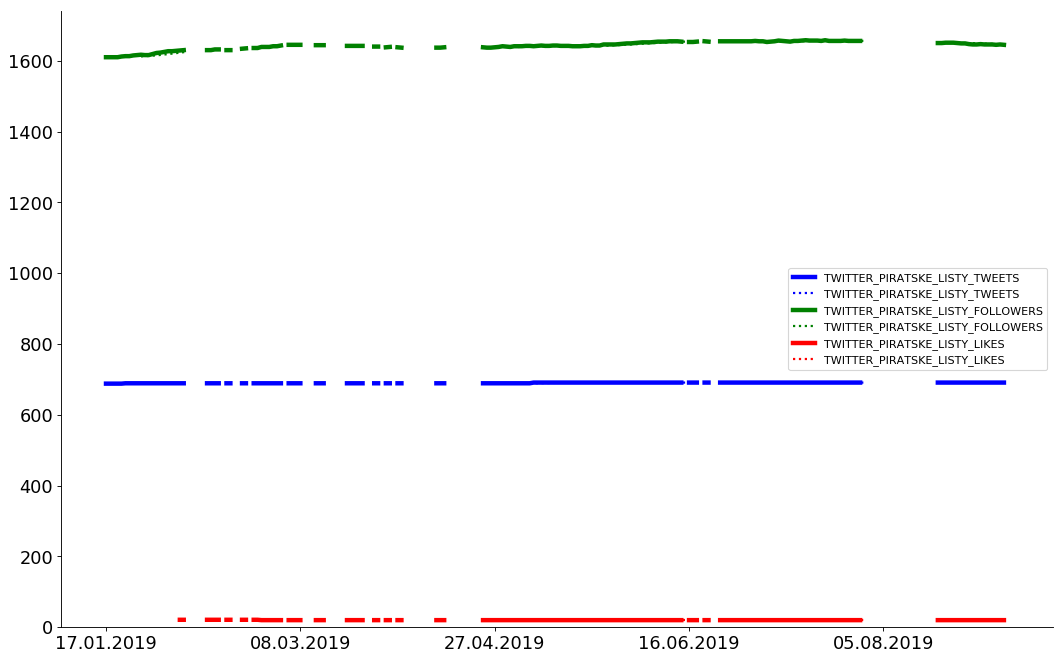 1600
1400
1200
1000
800
600
400
200
0
17.01.2019 08.03.2019 27.04.2019 16.06.2019 05.08.2019
TWITTER_PIRATSKE_LISTY_TWEETS
TWITTER_PIRATSKE_LISTY_TWEETS
TWITTER_PIRATSKE_LISTY_FOLLOWERS
TWITTER_PIRATSKE_LISTY_FOLLOWERS
TWITTER_PIRATSKE_LISTY_LIKES
TWITTER_PIRATSKE_LISTY_LIKES